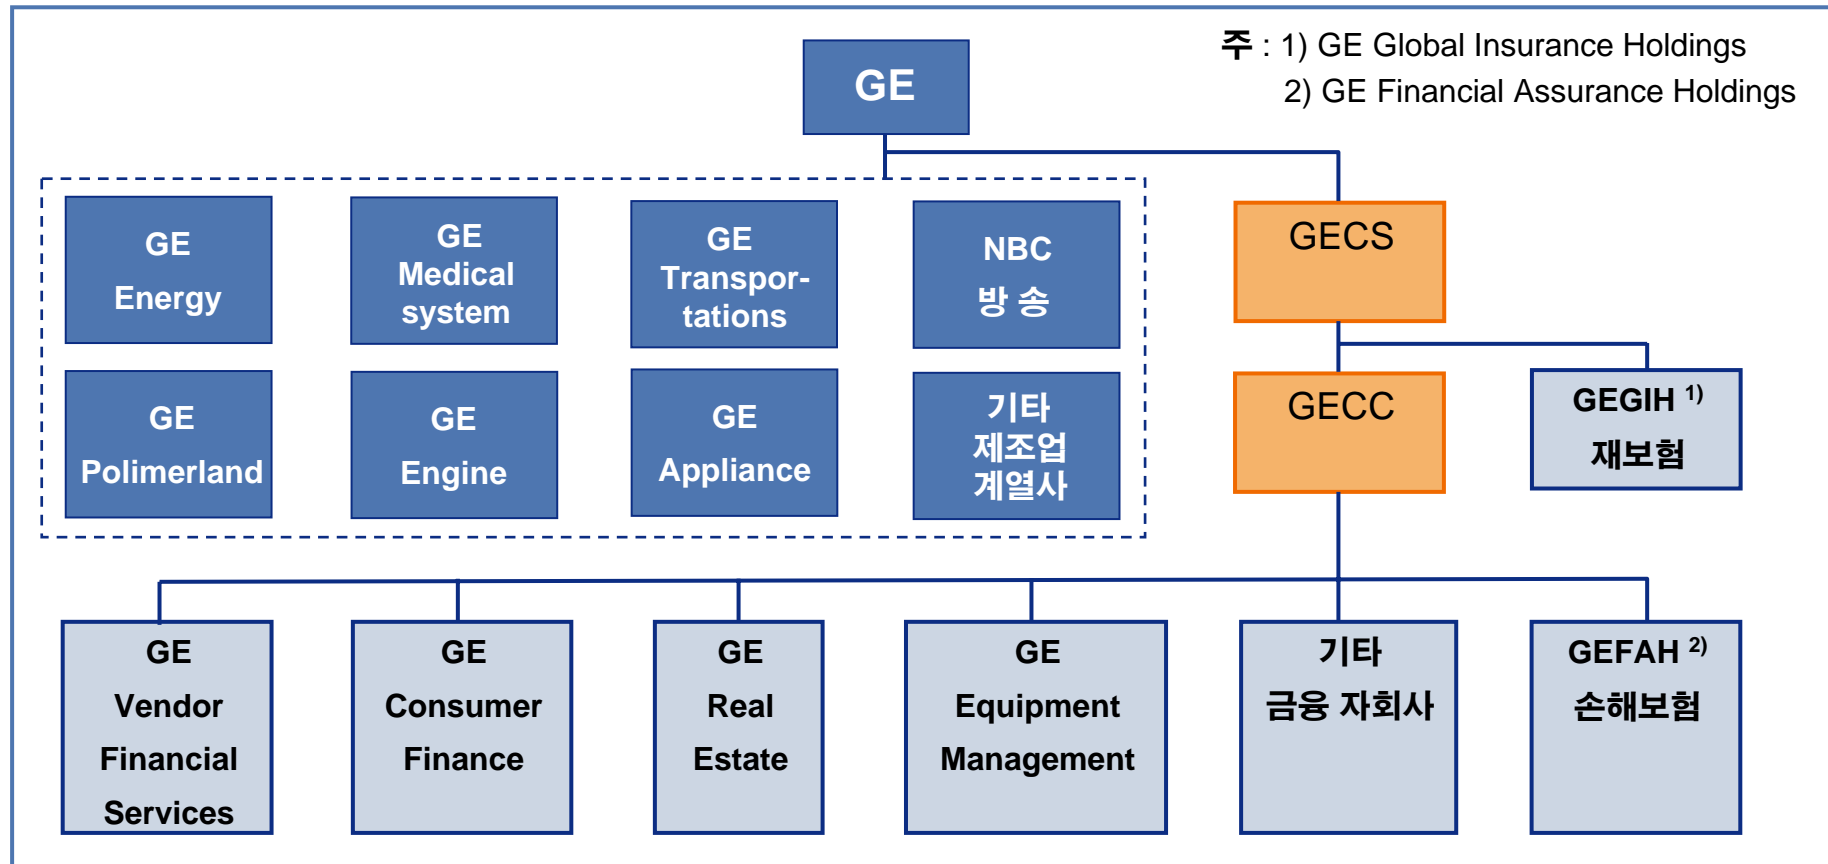 주 : 1) GE Global Insurance Holdings
2) GE Financial Assurance Holdings
GE
GE
Energy
GE
Medical
system
GE
Transpor-
tations
NBC
방 송
GECS
GE
Polimerland
GE
Engine
GE
Appliance
기타
제조업
계열사
GECC
GEGIH 1)
재보험
GE
Vendor
Financial
Services
GE
Consumer
Finance
GE
Real
Estate
GE
Equipment
Management
기타
금융 자회사
GEFAH 2)
손해보험